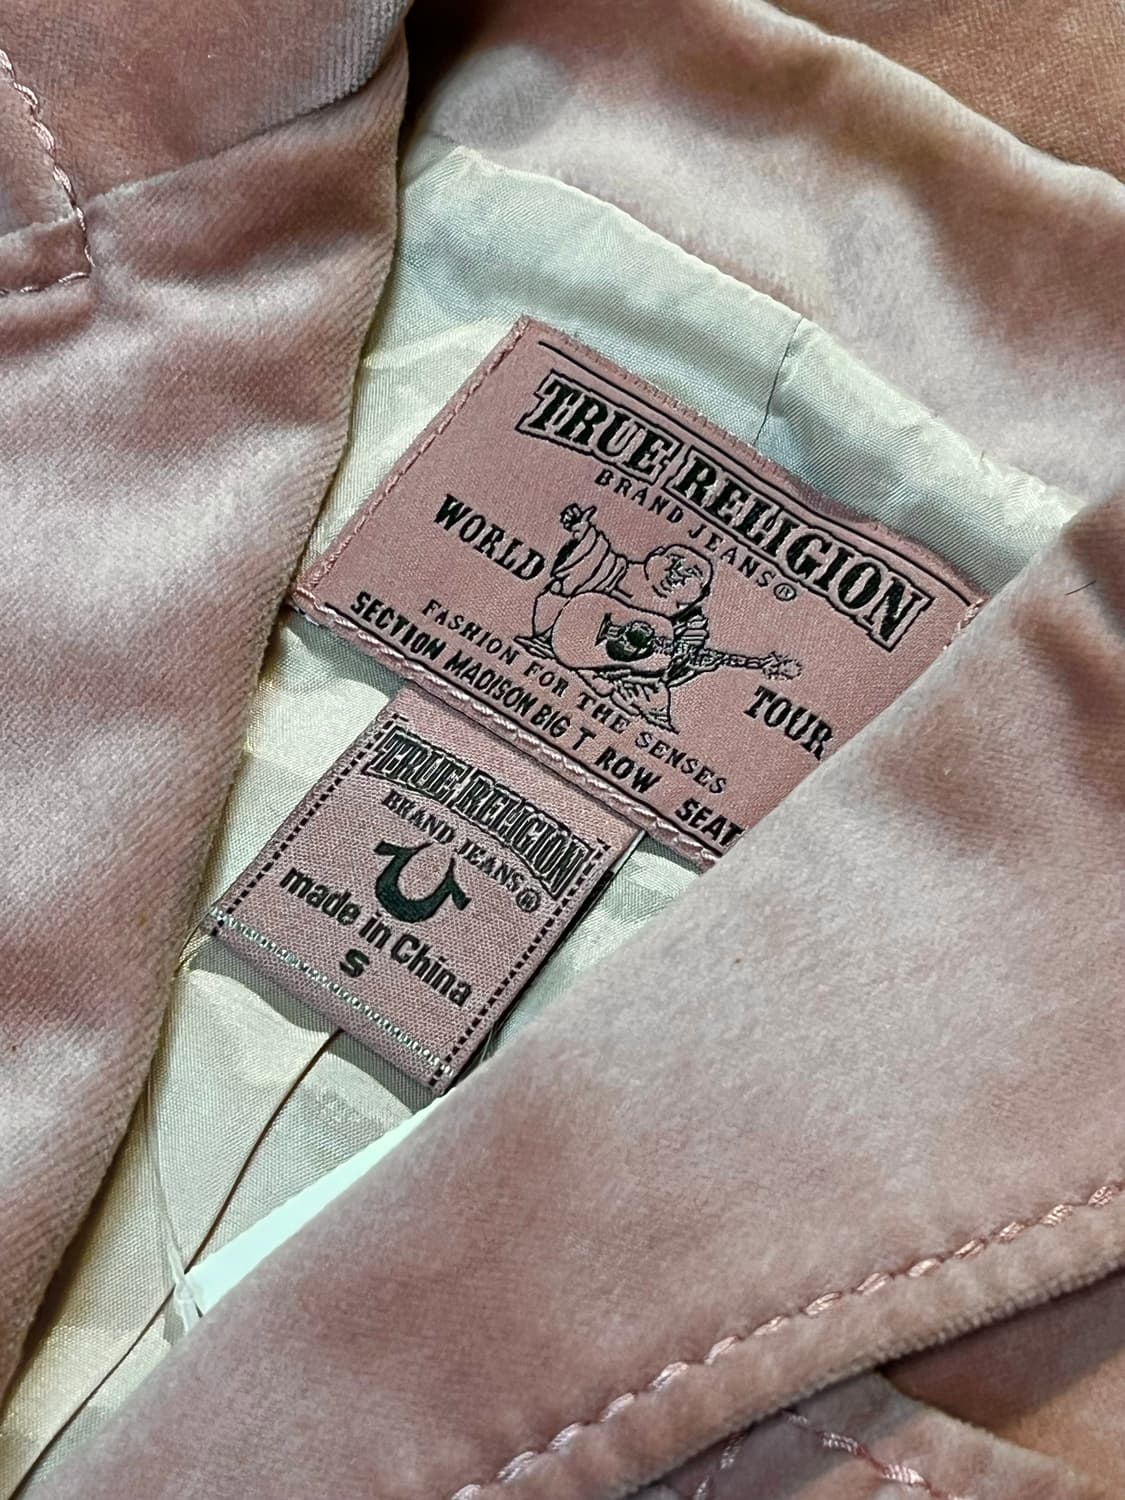 TRUE RELIGION
BRAND JEANS®
WORLD TOUR
FASHION FOR THE SENSES
SECTION MADISON BIG T ROW SEAT
TRUE RELIGION
BRAND JEANS®
made in China
S